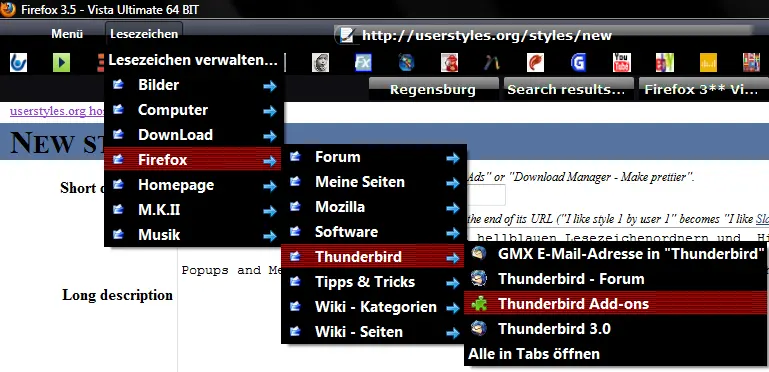 Firefox 3.5 - Vista Ultimate 64 BIT
Menü
Lesezeichen
http://userstyles.org/styles/new
Lesezeichen verwalten...
Bilder
Computer
DownLoad
Firefox
Homepage
M.K.II
Musik
Regensburg
Search results...
Firefox 3** Vi...
userstyles.org ho
NEW ST
Short d
Ads" or "Download Manager - Make prettier".
the end of its URL ("I like style 1 by user 1" becomes "I like Sla
hellblauen Lesezeichenordnern und Hi
Popups and Me
Long description
Forum
Meine Seiten
Mozilla
Software
Thunderbird
Tipps & Tricks
Wiki - Kategorien
Wiki - Seiten
GMX E-Mail-Adresse in "Thunderbird"
Thunderbird - Forum
Thunderbird Add-ons
Thunderbird 3.0
Alle in Tabs öffnen